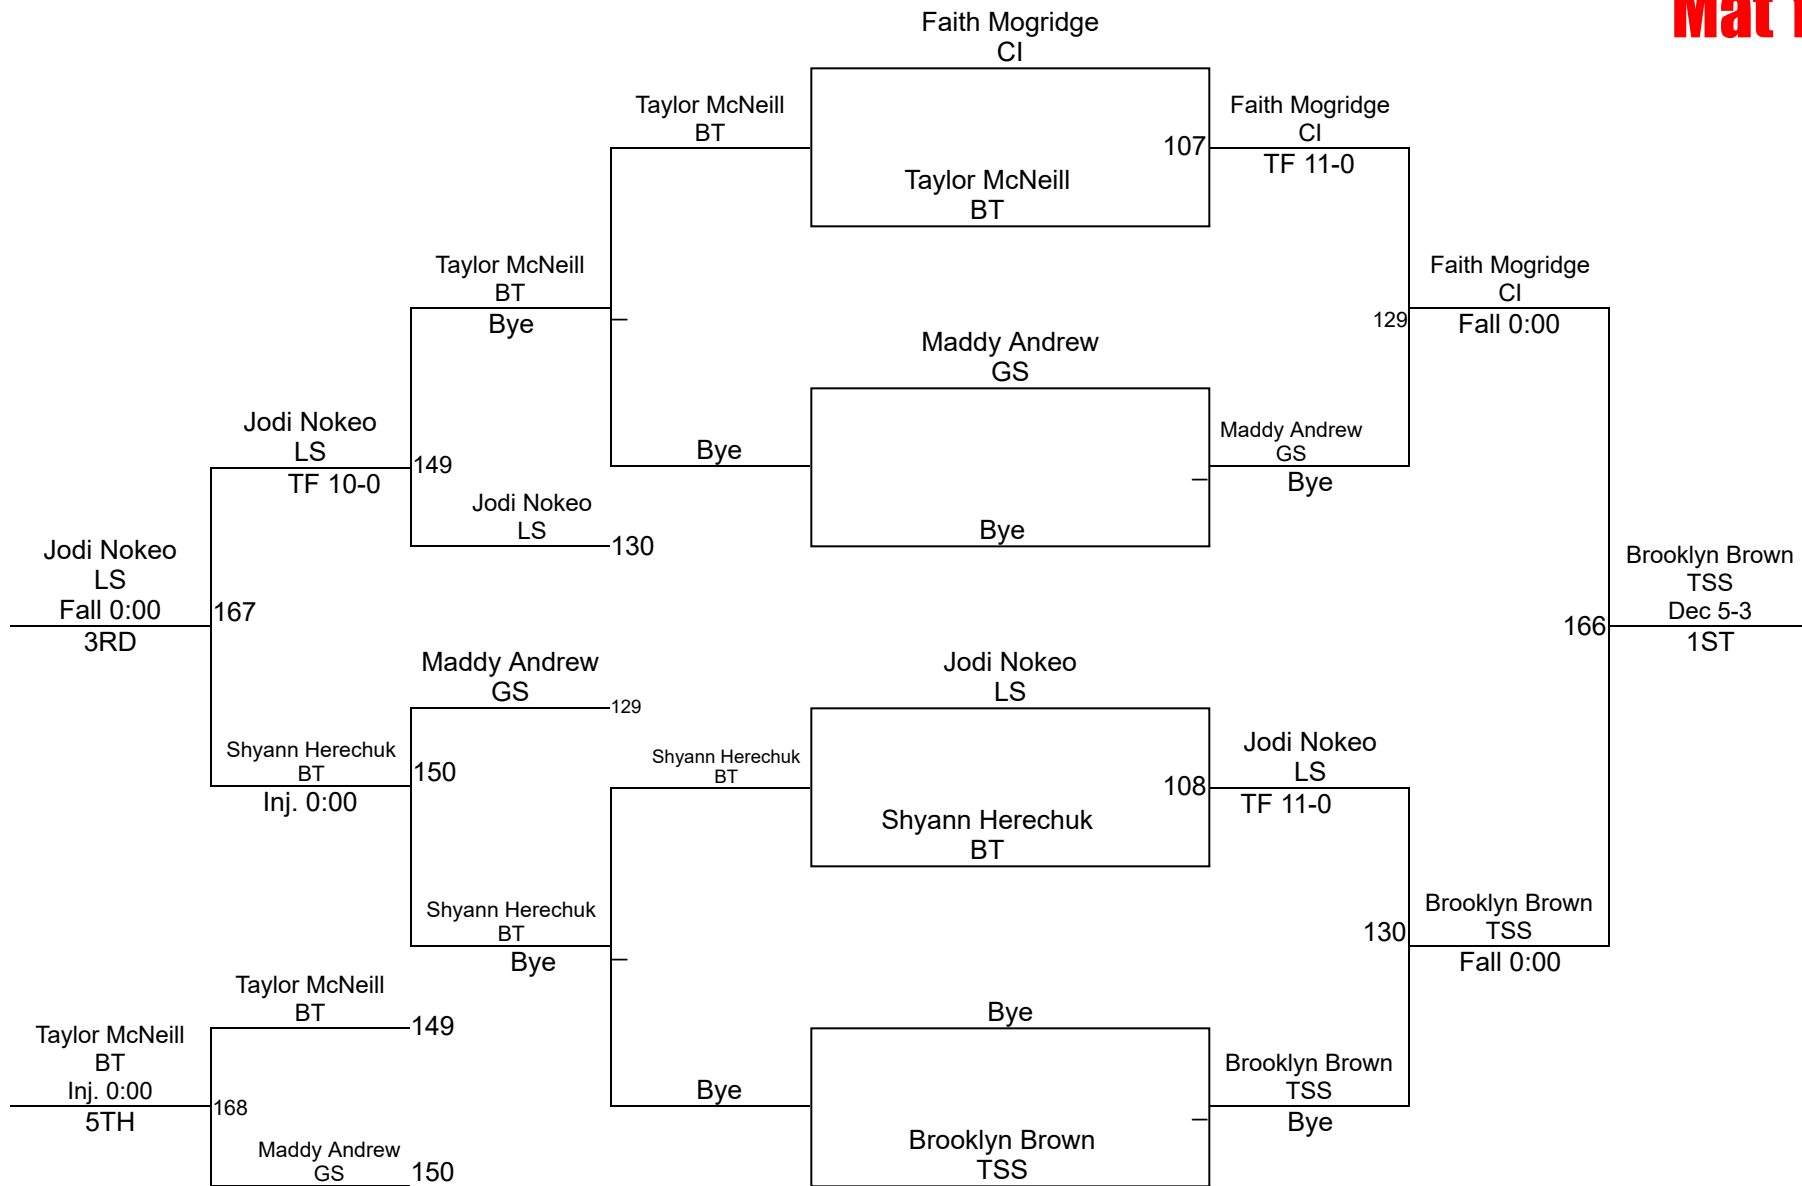 Mat 1
Faith Mogridge
CI
Taylor McNeill
BT
107
Faith Mogridge
CI
TF 11-0
Taylor McNeill
BT
Taylor McNeill
BT
Bye
Maddy Andrew
GS
Bye
Bye
Maddy Andrew
GS
Bye
129
Faith Mogridge
CI
Fall 0:00
Jodi Nokeo
LS
TF 10-0
149
Jodi Nokeo
LS
130
Jodi Nokeo
LS
Fall 0:00
3RD
167
Brooklyn Brown
TSS
Dec 5-3
1ST
166
Maddy Andrew
GS
129
Shyann Herechuk
BT
Inj. 0:00
150
Shyann Herechuk
BT
Jodi Nokeo
LS
108
Shyann Herechuk
BT
Jodi Nokeo
LS
TF 11-0
Shyann Herechuk
BT
Bye
130
Brooklyn Brown
TSS
Fall 0:00
Taylor McNeill
BT
149
Taylor McNeill
BT
Inj. 0:00
5TH
168
Maddy Andrew
GS
150
Bye
Bye
Brooklyn Brown
TSS
Brooklyn Brown
TSS
Bye